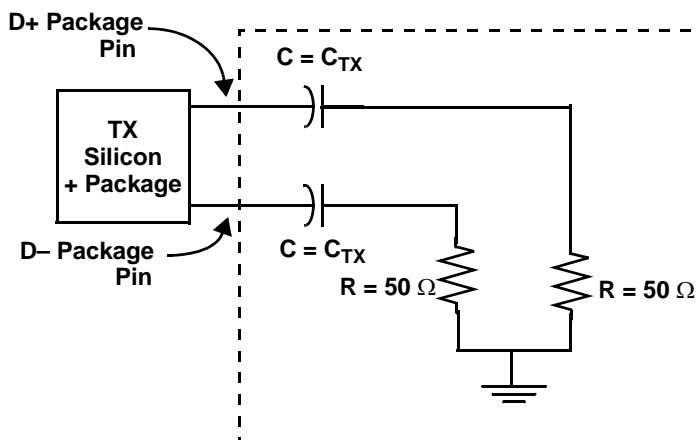 D+ Package
Pin
C = CTX
TX
Silicon
+ Package
D– Package
Pin
C = CTX
R = 50 Ω
R = 50 Ω